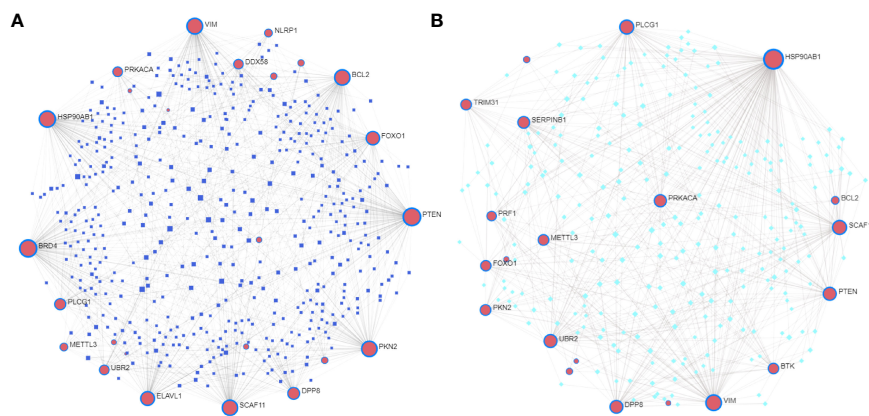 A
VIM
NLRP1
DDX58
PRKACA
BCL2
HSP90AB1
FOXO1
PTEN
BRD4
PLCG1
METTL3
PKN2
UBR2
DPP8
ELAVL1
SCAF11
B
PLCG1
HSP90AB1
TRIM31
SERPINB1
PRKACA
BCL2
PRF1
SCAF1
METTL3
FOXO1
PTEN
PKN2
UBR2
BTK
VIM
DPP8